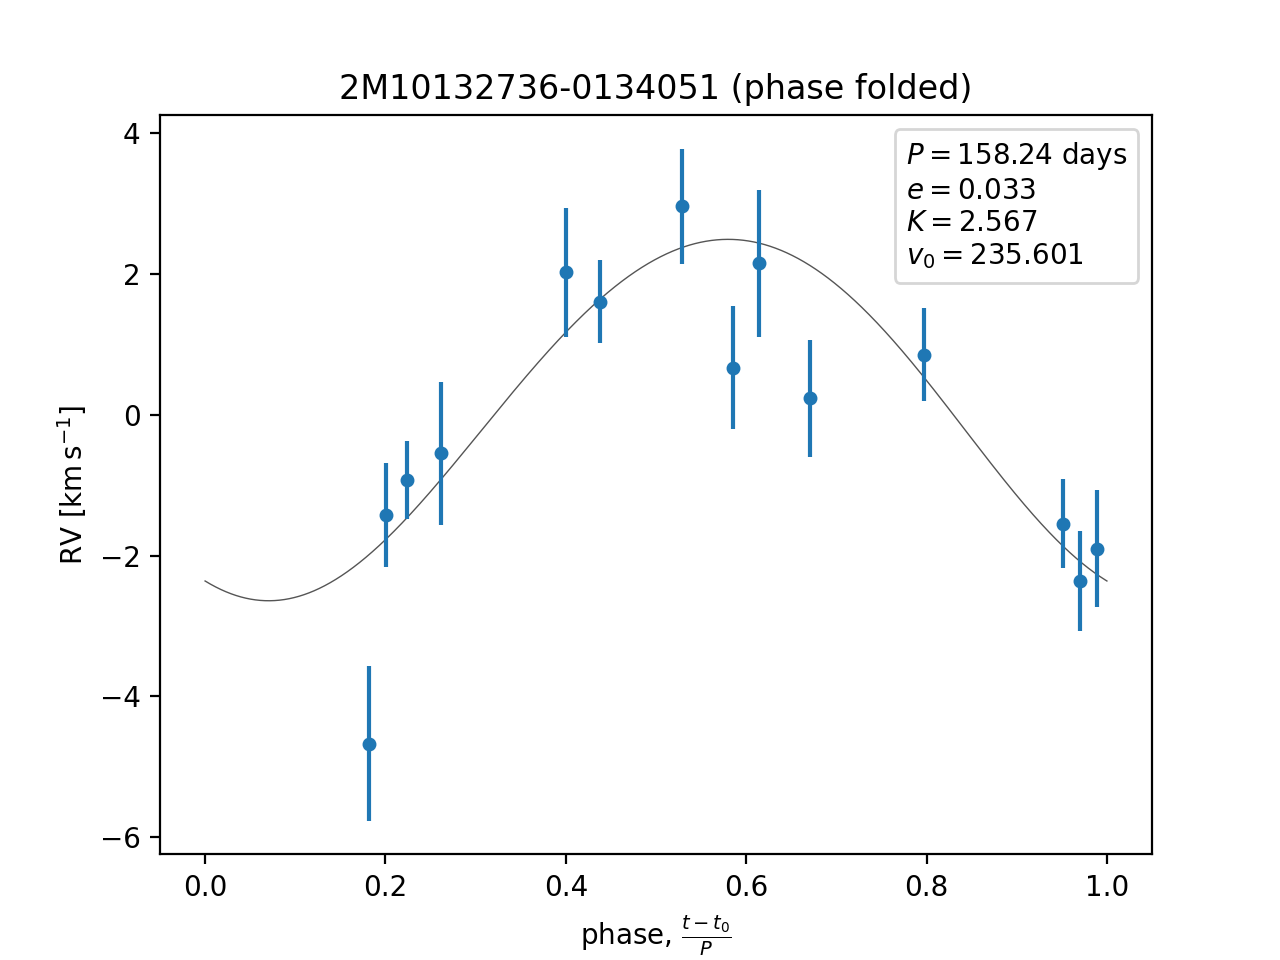 2M10132736-0134051 (phase folded)
P = 158.24 days
e = 0.033
K = 2.567
v₀ = 235.601
RV [km s⁻¹]
4
2
0
−2
−4
−6
0.0 0.2 0.4 0.6 0.8 1.0
phase, (t − t₀)/P